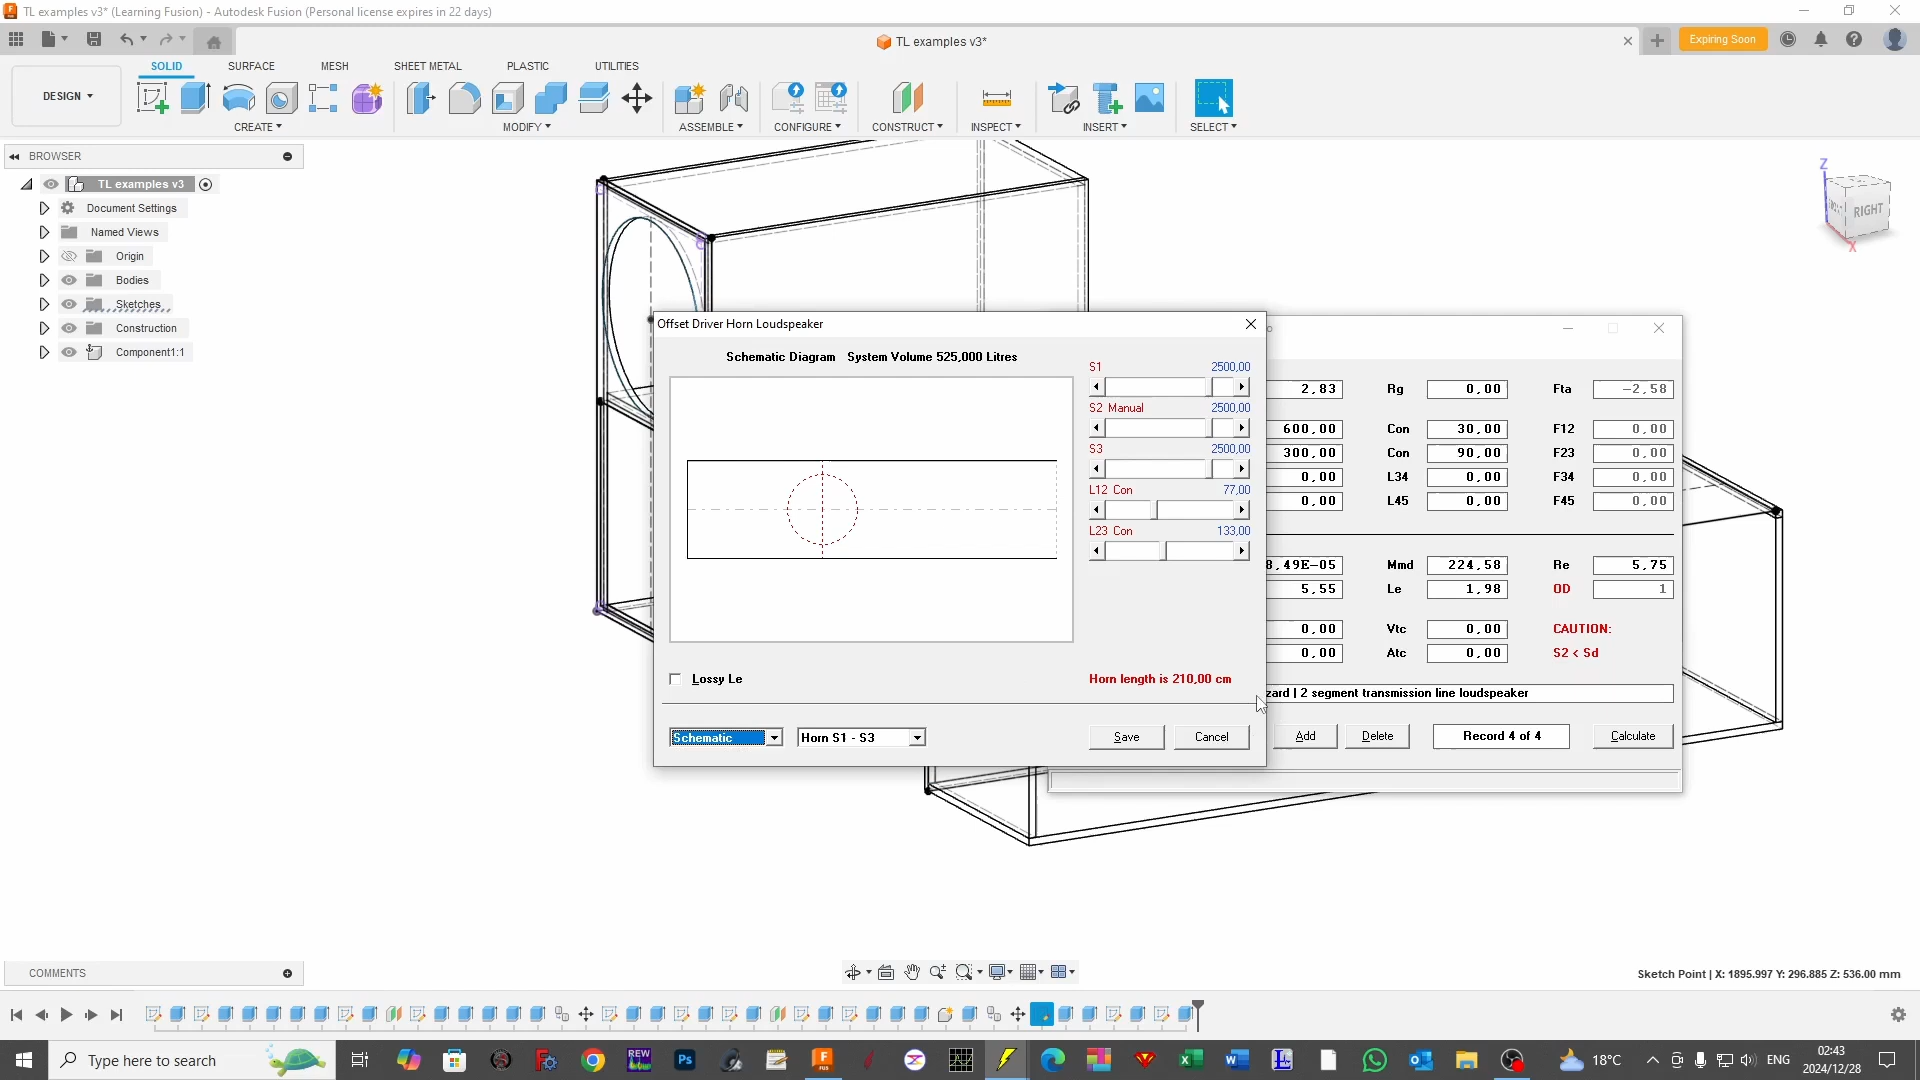 TL examples v3* (Learning Fusion) - Autodesk Fusion (Personal license expires in 22 days)
TL examples v3*
Expiring Soon
SOLID SURFACE MESH SHEET METAL PLASTIC UTILITIES
DESIGN
CREATE MODIFY ASSEMBLE CONFIGURE CONSTRUCT INSPECT INSERT SELECT
BROWSER
TL examples v3
Document Settings
Named Views
Origin
Bodies
Sketches
Construction
Component1:1
Z
RIGHT
X
Offset Driver Horn Loudspeaker
Schematic Diagram System Volume 525,000 Litres
S1 2500,00
S2 Manual 2500,00
S3 2500,00
L12 Con 77,00
L23 Con 133,00
Lossy Le
Horn length is 210,00 cm
Schematic Horn S1 - S3 Save Cancel
2,83 Rg 0,00 Fta -2,58
600,00 Con 30,00 F12 0,00
300,00 Con 90,00 F23 0,00
0,00 L34 0,00 F34 0,00
0,00 L45 0,00 F45 0,00
8,49E-05 Mmd 224,58 Re 5,75
5,55 Le 1,98 OD 1
0,00 Vtc 0,00 CAUTION:
0,00 Atc 0,00 S2 < Sd
zard | 2 segment transmission line loudspeaker
Add Delete Record 4 of 4 Calculate
COMMENTS
Sketch Point | X: 1895.997 Y: 296.885 Z: 536.00 mm
Type here to search
REW
Ps
18°C
ENG
02:43
2024/12/28